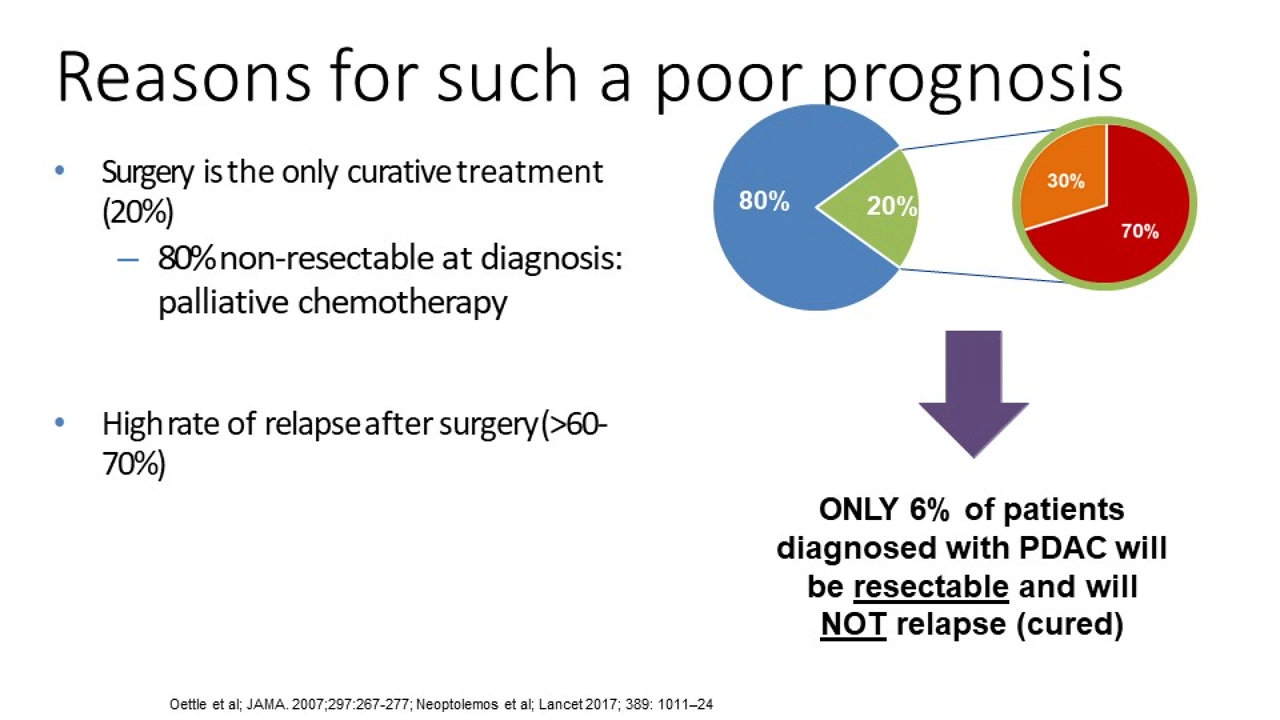 Reasons for such a poor prognosis
• Surgery is the only curative treatment
(20%)
– 80% non-resectable at diagnosis:
palliative chemotherapy
• High rate of relapse after surgery (>60-
70%)
80%
20%
30%
70%
ONLY 6% of patients
diagnosed with PDAC will
be resectable and will
NOT relapse (cured)
Oettle et al; JAMA. 2007;297:267-277; Neoptolemos et al; Lancet 2017; 389: 1011–24